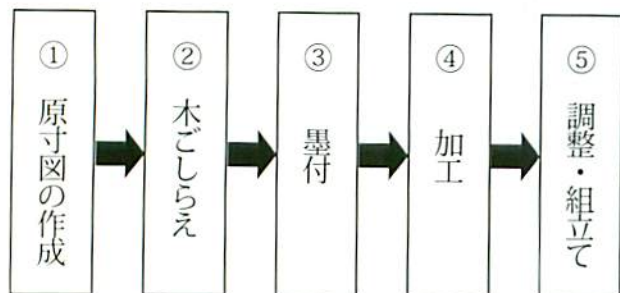 ① 原寸図の作成
② 木ごしらえ
③ 墨付
④ 加工
⑤ 調整・組立て